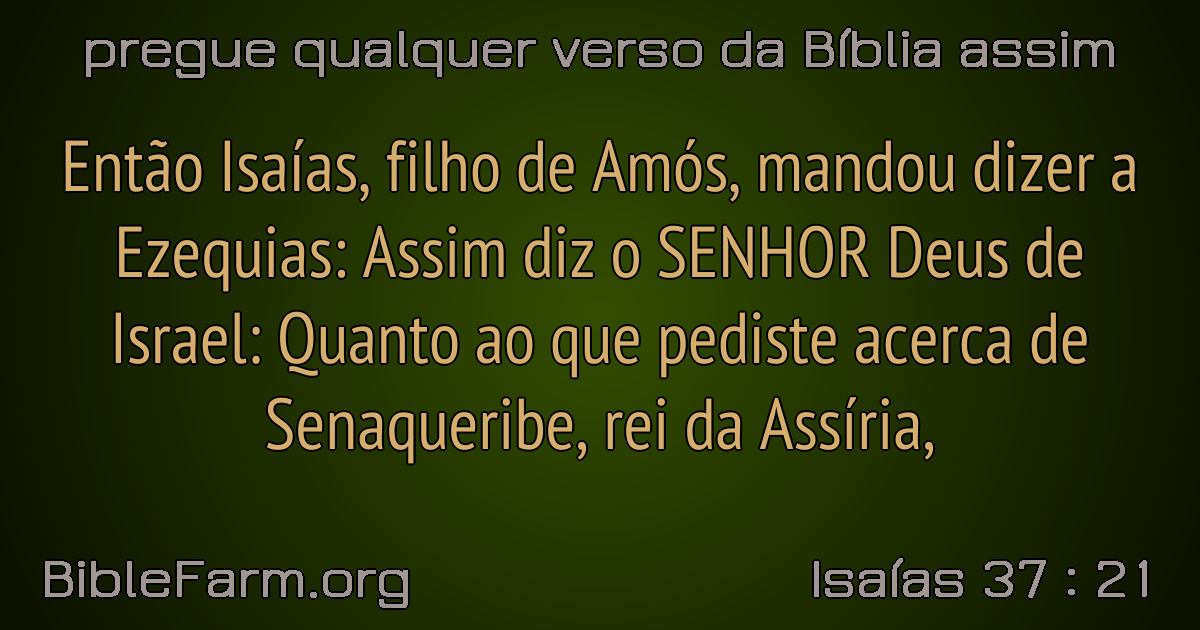 pregue qualquer verso da Bíblia assim
Então Isaías, filho de Amós, mandou dizer a
Ezequias: Assim diz o SENHOR Deus de
Israel: Quanto ao que pediste acerca de
Senaqueribe, rei da Assíria,
BibleFarm.org
Isaías 37 : 21